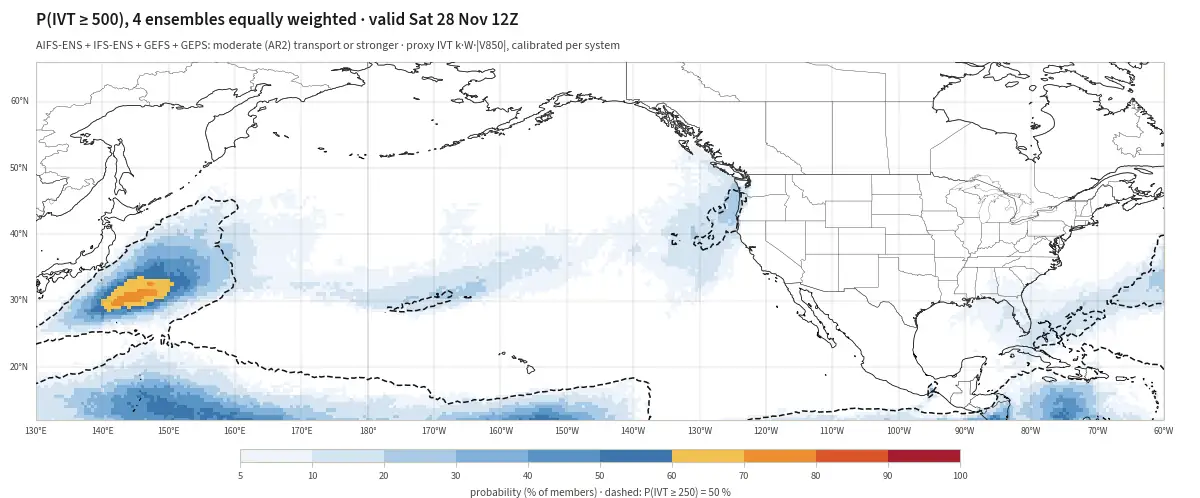 P(IVT ≥ 500), 4 ensembles equally weighted · valid Sat 28 Nov 12Z
AIFS-ENS + IFS-ENS + GEFS + GEPS: moderate (AR2) transport or stronger · proxy IVT k·W·|V850|, calibrated per system
60°N
50°N
40°N
30°N
20°N
130°E 140°E 150°E 160°E 170°E 180° 170°W 160°W 150°W 140°W 130°W 120°W 110°W 100°W 90°W 80°W 70°W 60°W
5 10 20 30 40 50 60 70 80 90 100
probability (% of members) · dashed: P(IVT ≥ 250) = 50 %